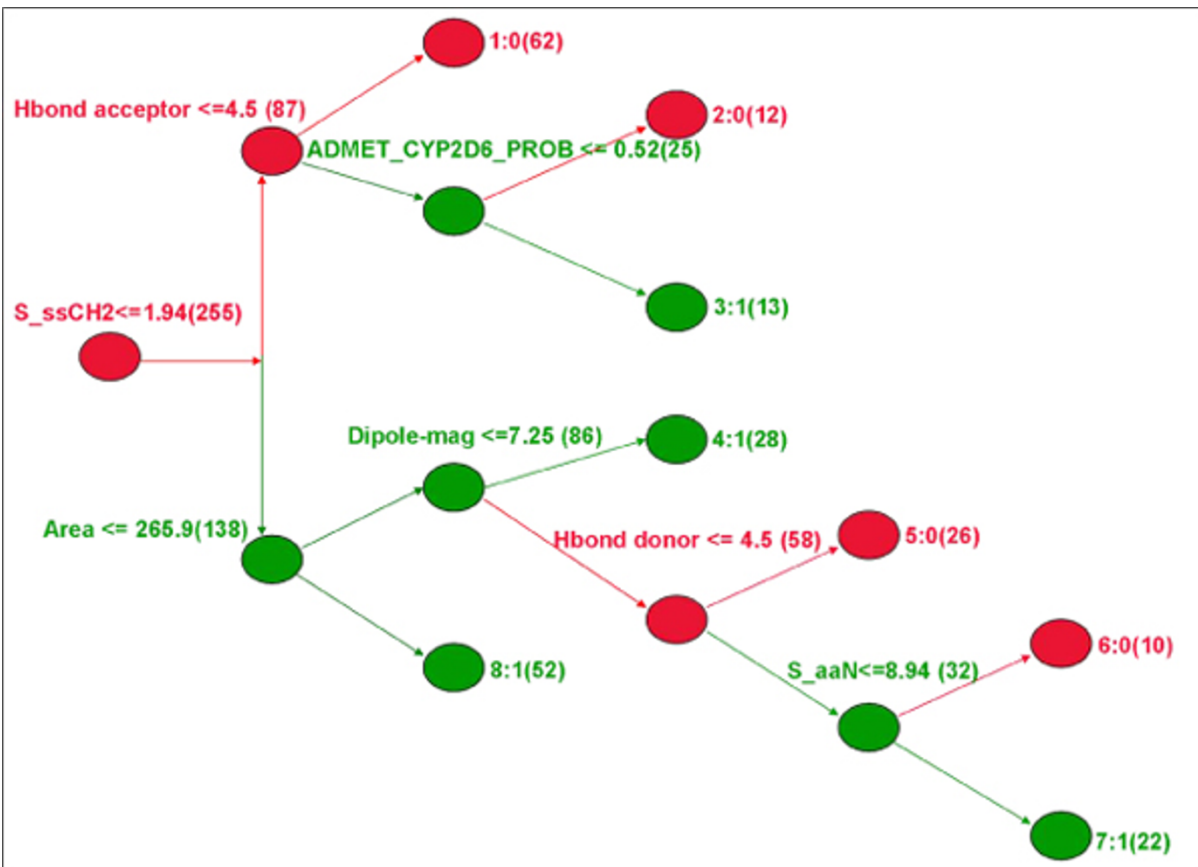 1:0(62)
Hbond acceptor <=4.5 (87)
2:0(12)
ADMET_CYP2D6_PROB <= 0.52(25)
3:1(13)
S_ssCH2<=1.94(255)
Dipole-mag <=7.25 (86)
4:1(28)
Area <= 265.9(138)
Hbond donor <= 4.5 (58)
5:0(26)
6:0(10)
8:1(52)
S_aaN<=8.94 (32)
7:1(22)